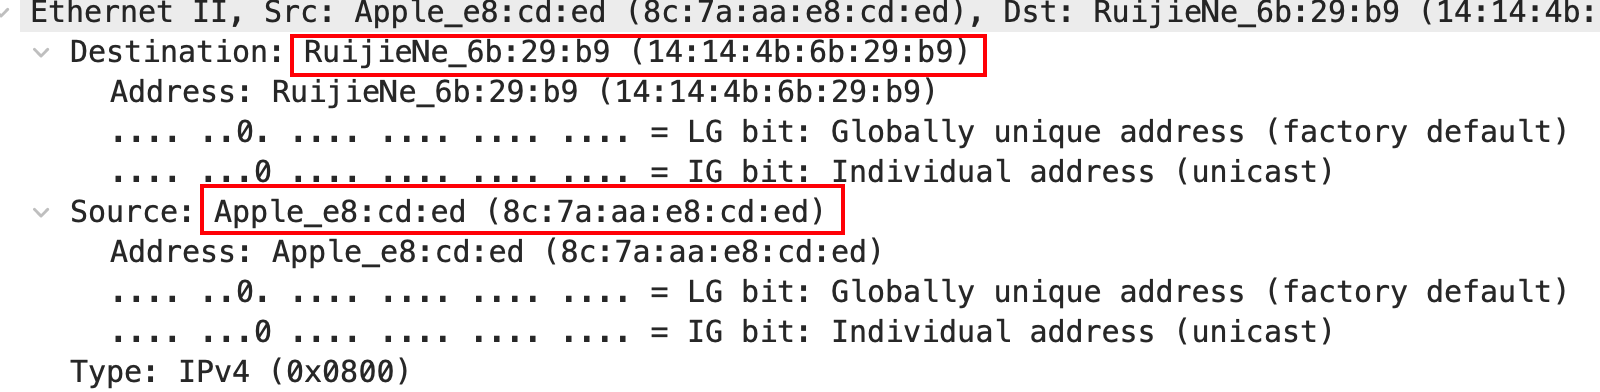 Ethernet II, Src: Apple_e8:cd:ed (8c:7a:aa:e8:cd:ed), Dst: RuijieNe_6b:29:b9 (14:14:4b:
Destination: RuijieNe_6b:29:b9 (14:14:4b:6b:29:b9)
Address: RuijieNe_6b:29:b9 (14:14:4b:6b:29:b9)
.... ..0. .... .... .... .... = LG bit: Globally unique address (factory default)
.... ...0 .... .... .... .... = IG bit: Individual address (unicast)
Source: Apple_e8:cd:ed (8c:7a:aa:e8:cd:ed)
Address: Apple_e8:cd:ed (8c:7a:aa:e8:cd:ed)
.... ..0. .... .... .... .... = LG bit: Globally unique address (factory default)
.... ...0 .... .... .... .... = IG bit: Individual address (unicast)
Type: IPv4 (0x0800)